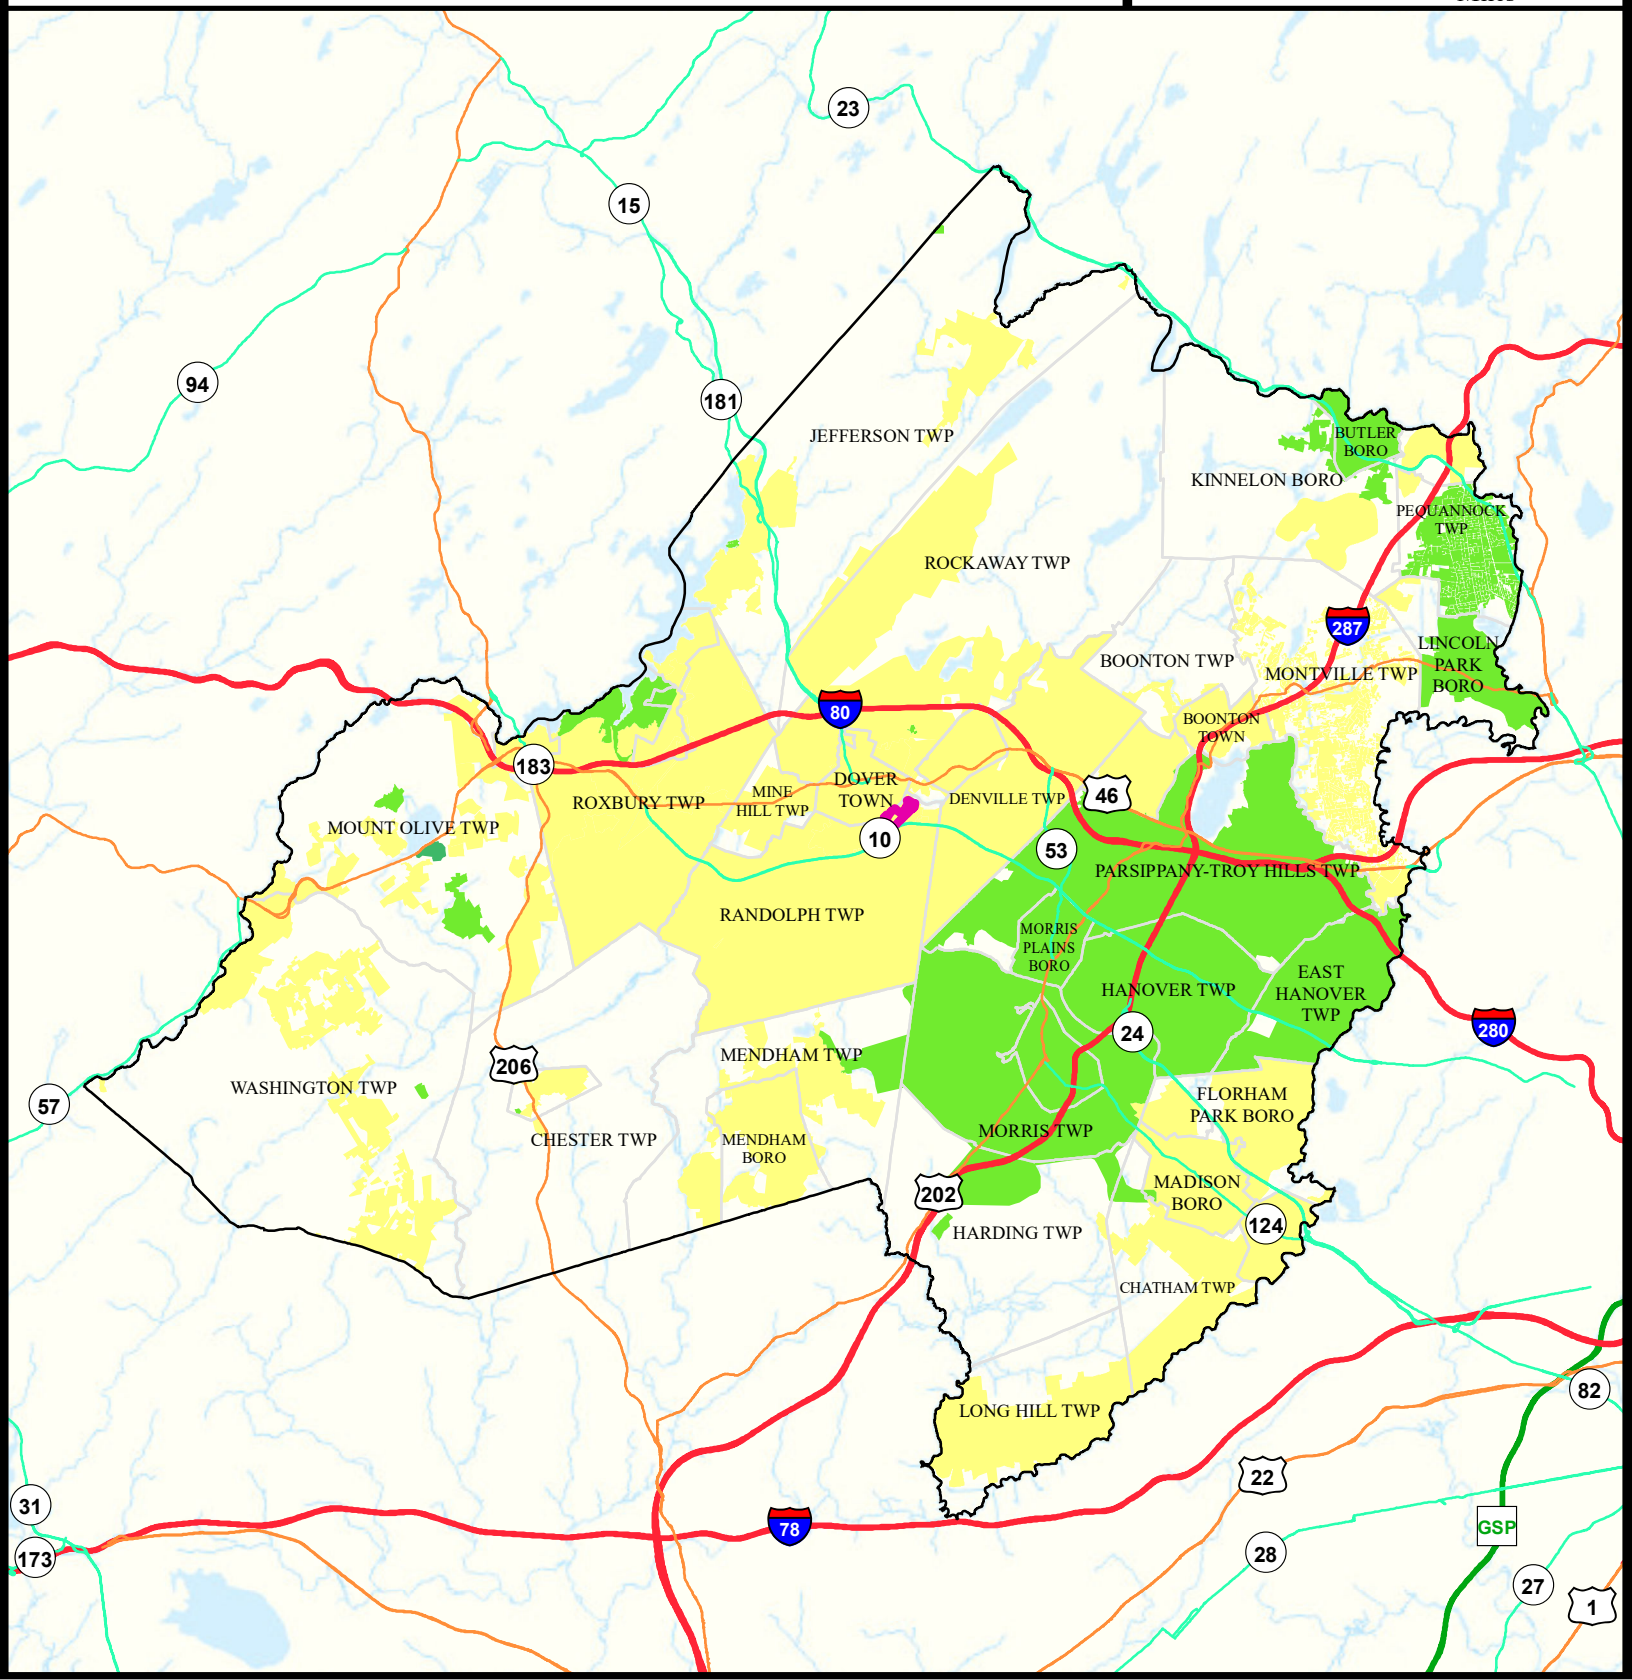 23
15
94
181
JEFFERSON TWP
BUTLER
BORO
KINNELON BORO
PEQUANNOCK
TWP
ROCKAWAY TWP
287
LINCOLN
PARK
BORO
BOONTON TWP
MONTVILLE TWP
80
BOONTON
TOWN
183
DOVER
TOWN
MINE
HILL TWP
ROXBURY TWP
DENVILLE TWP
46
MOUNT OLIVE TWP
10
53
PARSIPPANY-TROY HILLS TWP
RANDOLPH TWP
MORRIS
PLAINS
BORO
EAST
HANOVER
TWP
HANOVER TWP
24
280
MENDHAM TWP
206
WASHINGTON TWP
57
FLORHAM
PARK BORO
CHESTER TWP
MENDHAM
BORO
MORRIS TWP
202
MADISON
BORO
124
HARDING TWP
CHATHAM TWP
82
LONG HILL TWP
22
31
78
GSP
173
28
27
1